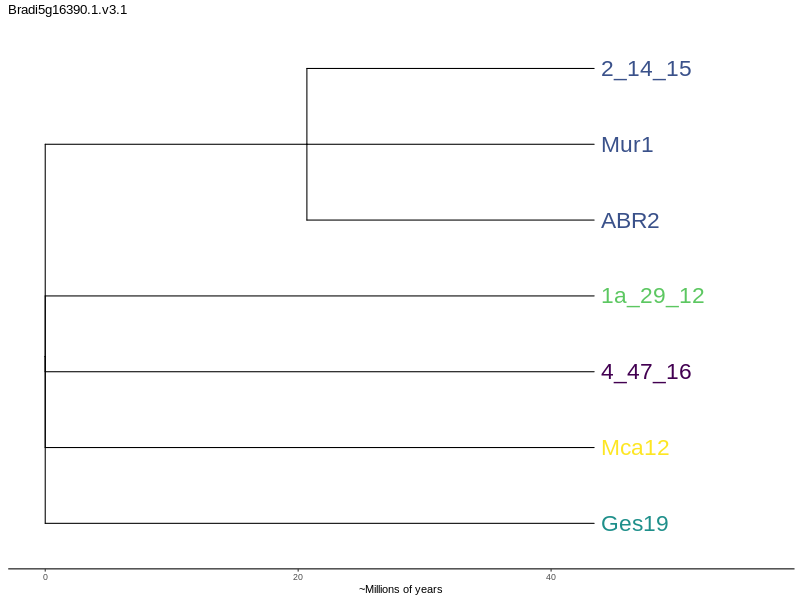 Bradi5g16390.1.v3.1
2_14_15
Mur1
ABR2
1a_29_12
4_47_16
Mca12
Ges19
0 20 40
~Millions of years